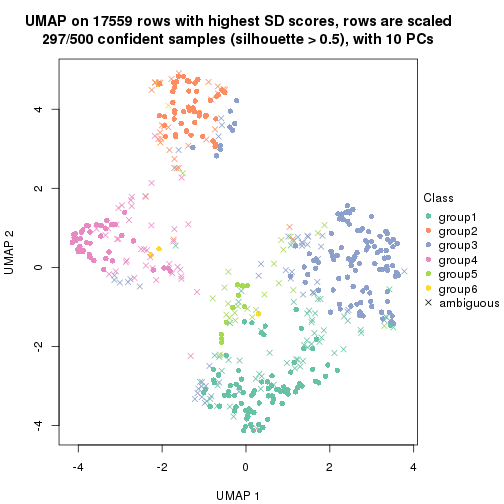 UMAP on 17559 rows with highest SD scores, rows are scaled
297/500 confident samples (silhouette > 0.5), with 10 PCs
4
2
0
-2
-4
UMAP 2
-4
-2
0
2
4
UMAP 1
Class
group1
group2
group3
group4
group5
group6
ambiguous